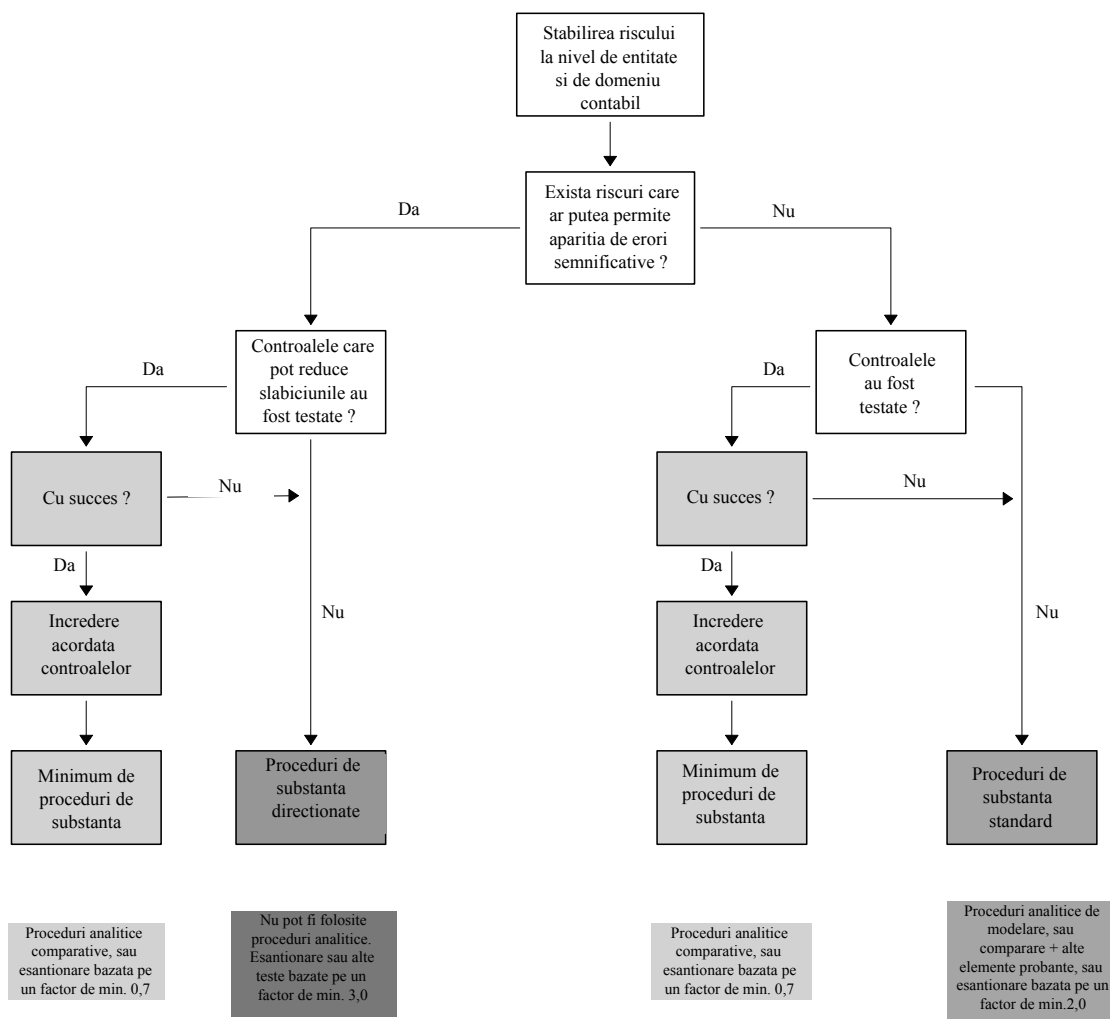 Stabilirea riscului
la nivel de entitate
si de domeniu
contabil
Exista riscuri care
ar putea permite
aparitia de erori
semnificative ?
Da
Nu
Controalele care
pot reduce
slabiciunile au
fost testate ?
Controalele
au fost
testate ?
Da
Da
Cu succes ?
Nu
Cu succes ?
Nu
Da
Nu
Da
Nu
Incredere
acordata
controalelor
Incredere
acordata
controalelor
Minimum de
proceduri de
substanta
Proceduri de
substanta
directionate
Minimum de
proceduri de
substanta
Proceduri de
substanta
standard
Proceduri analitice
comparative, sau
esantionare bazata pe
un factor de min. 0,7
Nu pot fi folosite
proceduri analitice.
Esantionare sau alte
teste bazate pe un
factor de min. 3,0
Proceduri analitice
comparative, sau
esantionare bazata pe
un factor de min. 0,7
Proceduri analitice de
modelare, sau
comparare + alte
elemente probante, sau
esantionare bazata pe un
factor de min.2,0